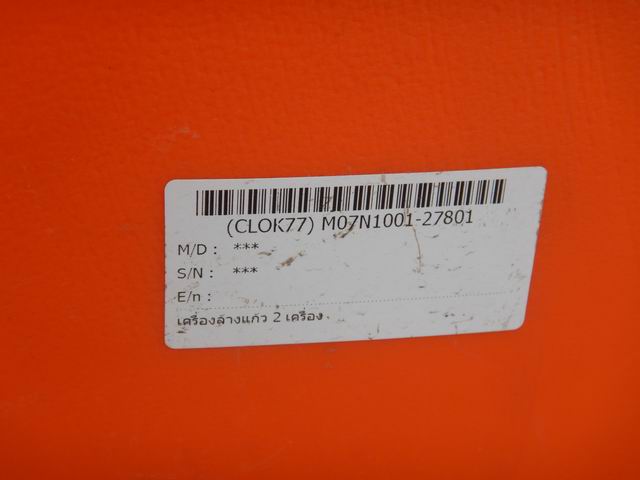 (CLOK77) M07N1001-27801
M/D : ***
S/N : ***
E/n :
เครื่องล้างแก้ว 2 เครื่อง